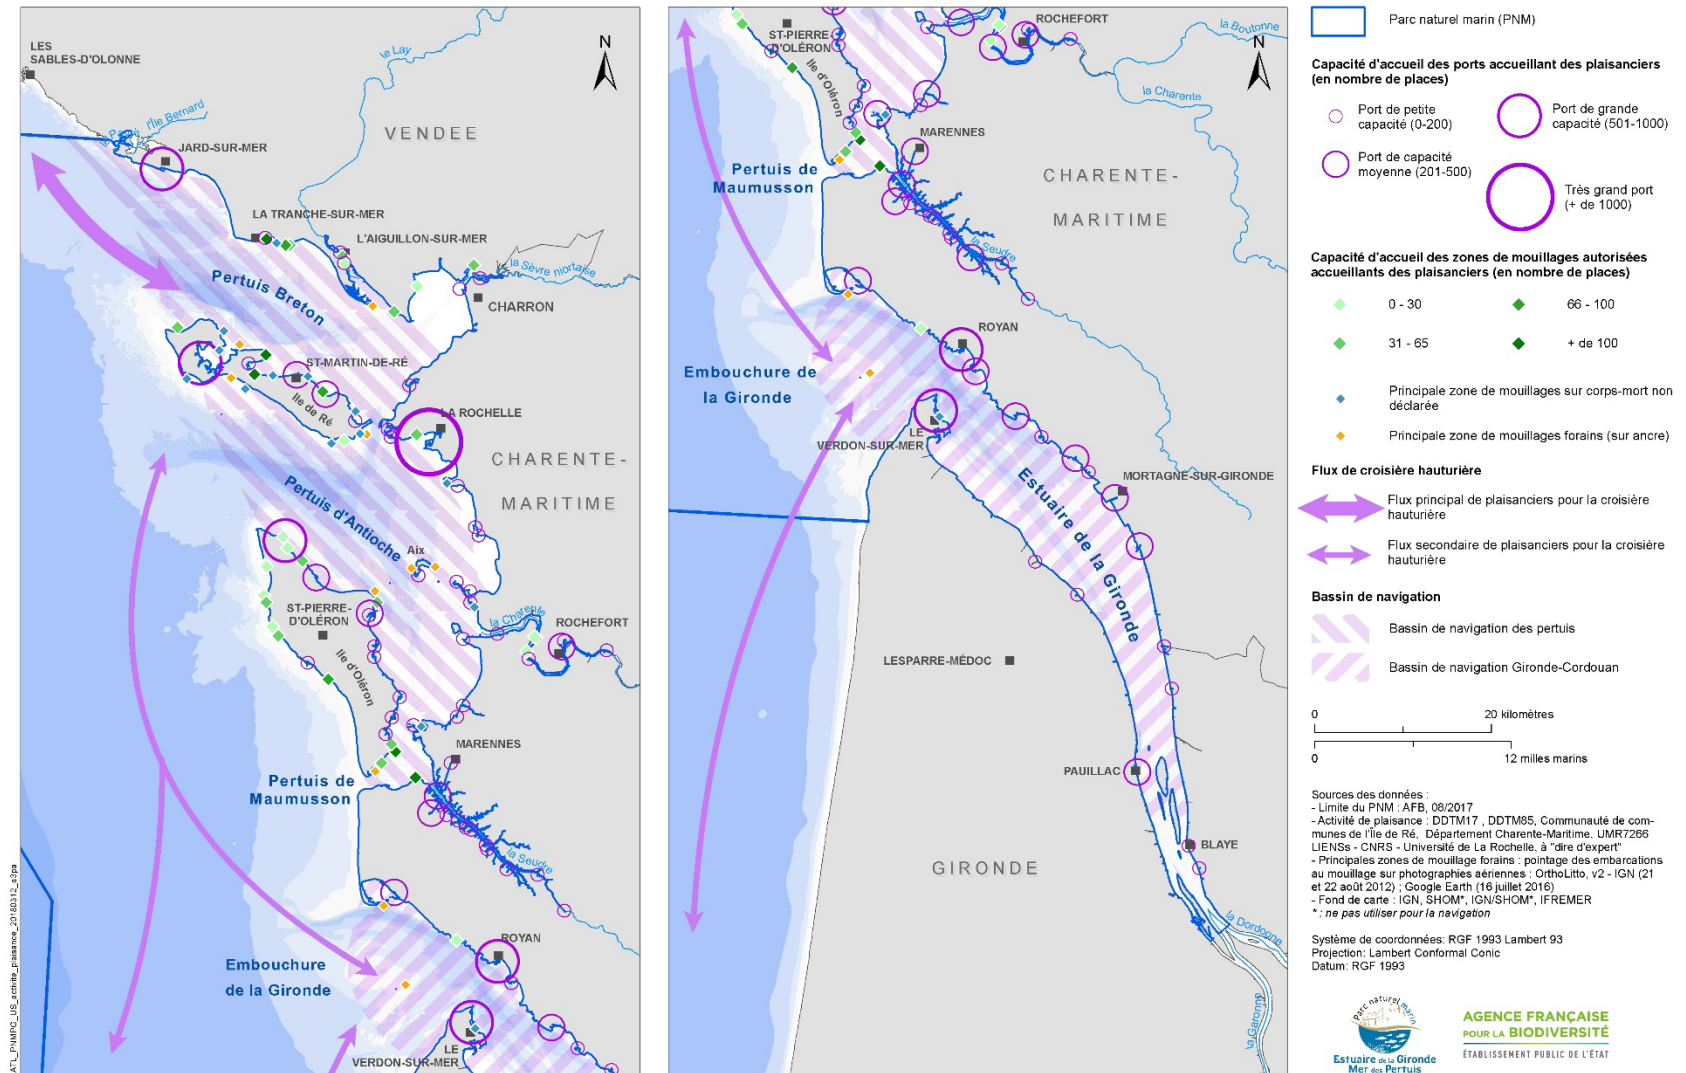 LES
SABLES-D'OLONNE
le Lay
N
l'Île Bernard
VENDEE
JARD-SUR-MER
LA TRANCHE-SUR-MER
L'AIGUILLON-SUR-MER
la Sèvre niortaise
Pertuis Breton
CHARRON
ST-MARTIN-DE-RÉ
Ile de Ré
LA ROCHELLE
CHARENTE-
MARITIME
Pertuis d'Antioche
Aix
ST-PIERRE-
D'OLÉRON
la Charente
ROCHEFORT
Ile d'Oléron
MARENNES
Pertuis de
Maumusson
la Seudre
ROYAN
Embouchure
de la Gironde
LE
VERDON-SUR-MER
ATL_PNMPG_US_activite_plaisance_20180312_a3pa
ROCHEFORT
la Boutonne
ST-PIERRE-
D'OLÉRON
N
Ile d'Oléron
la Charente
MARENNES
Pertuis de
Maumusson
CHARENTE-
MARITIME
la Seudre
ROYAN
Embouchure de
la Gironde
LE
VERDON-SUR-MER
MORTAGNE-SUR-GIRONDE
Estuaire de la Gironde
LESPARRE-MÉDOC
PAUILLAC
BLAYE
GIRONDE
la Dordogne
la Garonne
Parc naturel marin (PNM)
Capacité d'accueil des ports accueillant des plaisanciers
(en nombre de places)
Port de petite
capacité (0-200)
Port de grande
capacité (501-1000)
Port de capacité
moyenne (201-500)
Très grand port
(+ de 1000)
Capacité d'accueil des zones de mouillages autorisées
accueillants des plaisanciers (en nombre de places)
0 - 30
66 - 100
31 - 65
+ de 100
Principale zone de mouillages sur corps-mort non
déclarée
Principale zone de mouillages forains (sur ancre)
Flux de croisière hauturière
Flux principal de plaisanciers pour la croisière
hauturière
Flux secondaire de plaisanciers pour la croisière
hauturière
Bassin de navigation
Bassin de navigation des pertuis
Bassin de navigation Gironde-Cordouan
0 20 kilomètres
0 12 milles marins
Sources des données :
- Limite du PNM : AFB, 08/2017
- Activité de plaisance : DDTM17 , DDTM85, Communauté de com-
munes de l'Île de Ré, Département Charente-Maritime, UMR7266
LIENSs - CNRS - Université de La Rochelle, à "dire d'expert"
- Principales zones de mouillage forains : pointage des embarcations
au mouillage sur photographies aériennes : OrthoLitto, v2 - IGN (21
et 22 août 2012) ; Google Earth (16 juillet 2016)
- Fond de carte : IGN, SHOM*, IGN/SHOM*, IFREMER
* : ne pas utiliser pour la navigation
Système de coordonnées: RGF 1993 Lambert 93
Projection: Lambert Conformal Conic
Datum: RGF 1993
Parc naturel marin
Estuaire de la Gironde
Mer des Pertuis
AGENCE FRANÇAISE
POUR LA BIODIVERSITÉ
ÉTABLISSEMENT PUBLIC DE L'ÉTAT